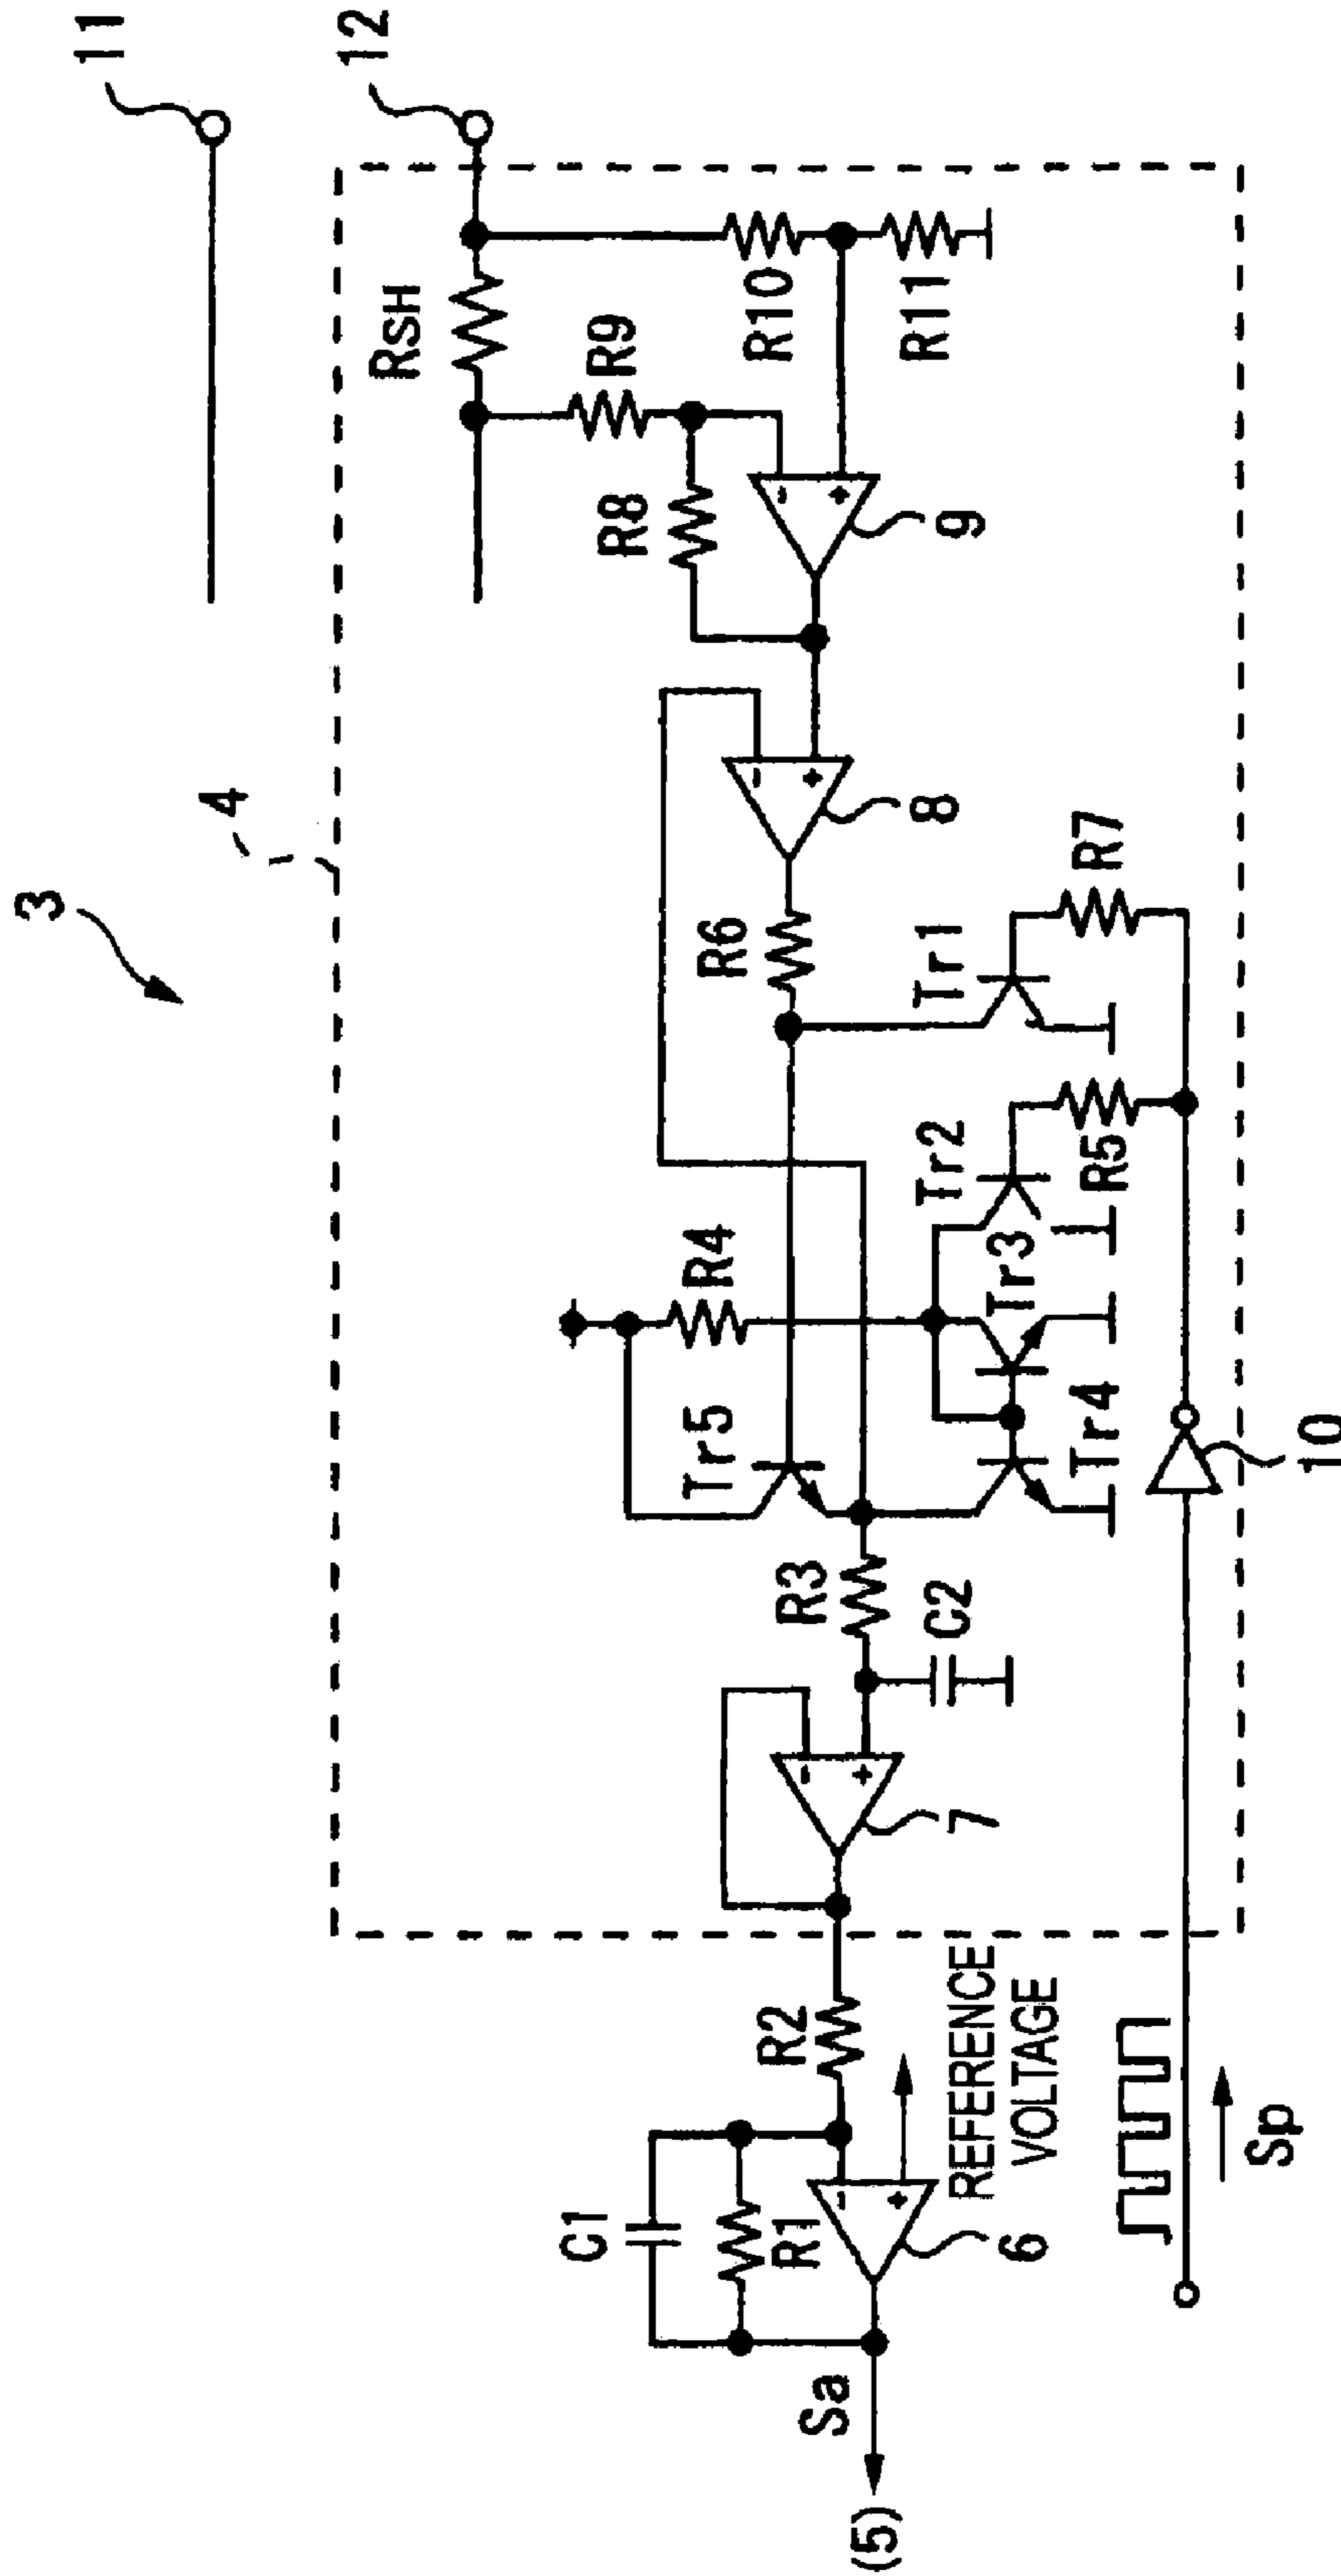 3
4
11
12
RSH
R9
R8
R10
R11
-
+
9
-
+
8
R6
Tr1
R7
Tr2
R5
R4
Tr3
Tr5
Tr4
10
R3
C2
-
+
7
R2
REFERENCE
VOLTAGE
C1
R1
-
+
6
Sa
(5)
Sp